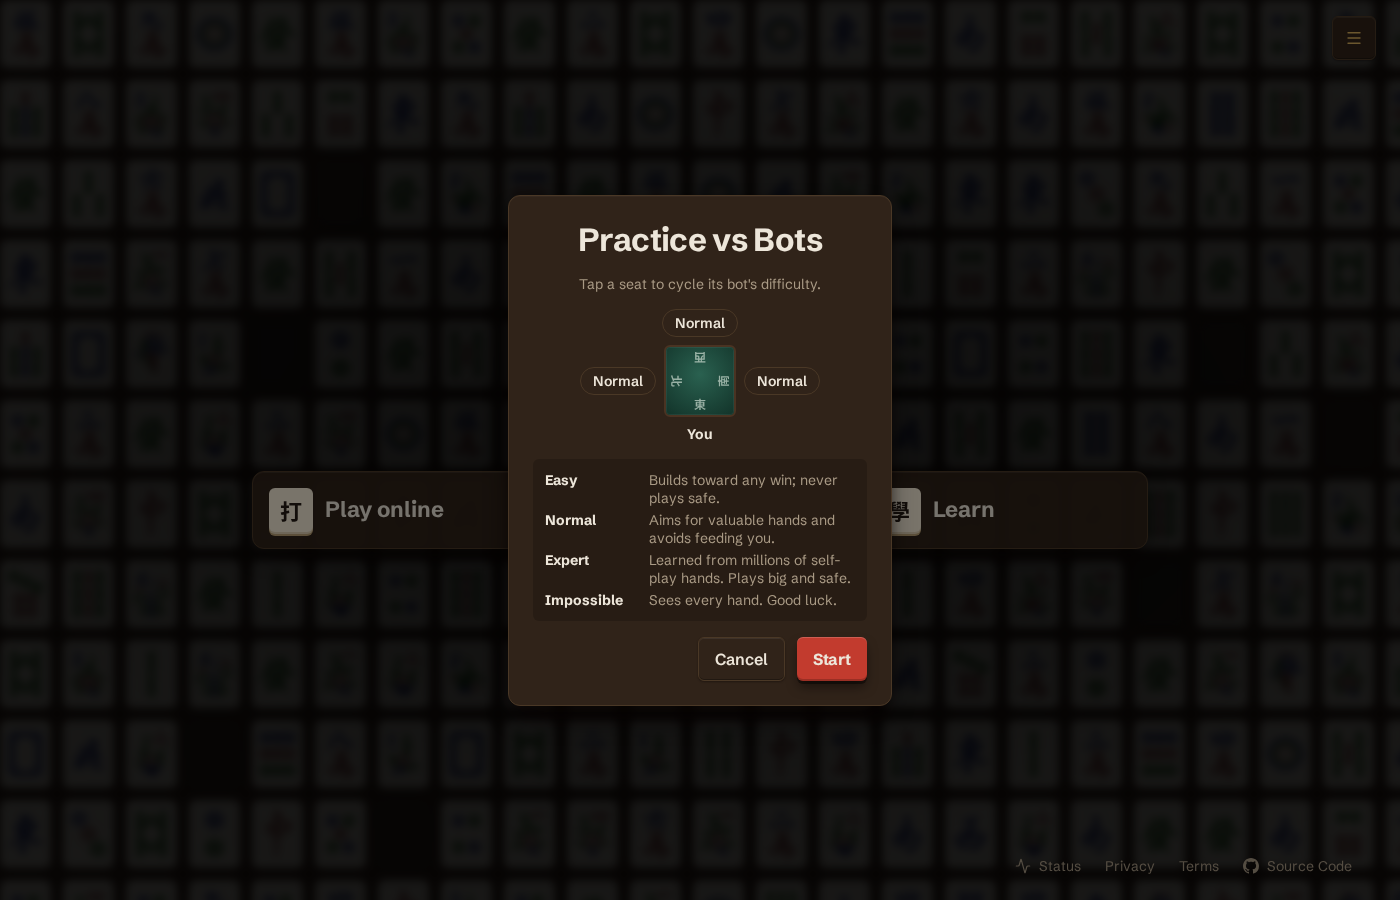 Practice vs Bots
Tap a seat to cycle its bot's difficulty.
Normal
西
Normal
北
南
Normal
東
You
打
Play online
學
Learn
Easy
Builds toward any win; never
plays safe.
Normal
Aims for valuable hands and
avoids feeding you.
Expert
Learned from millions of self-
play hands. Plays big and safe.
Impossible
Sees every hand. Good luck.
Cancel
Start
Status
Privacy
Terms
Source Code